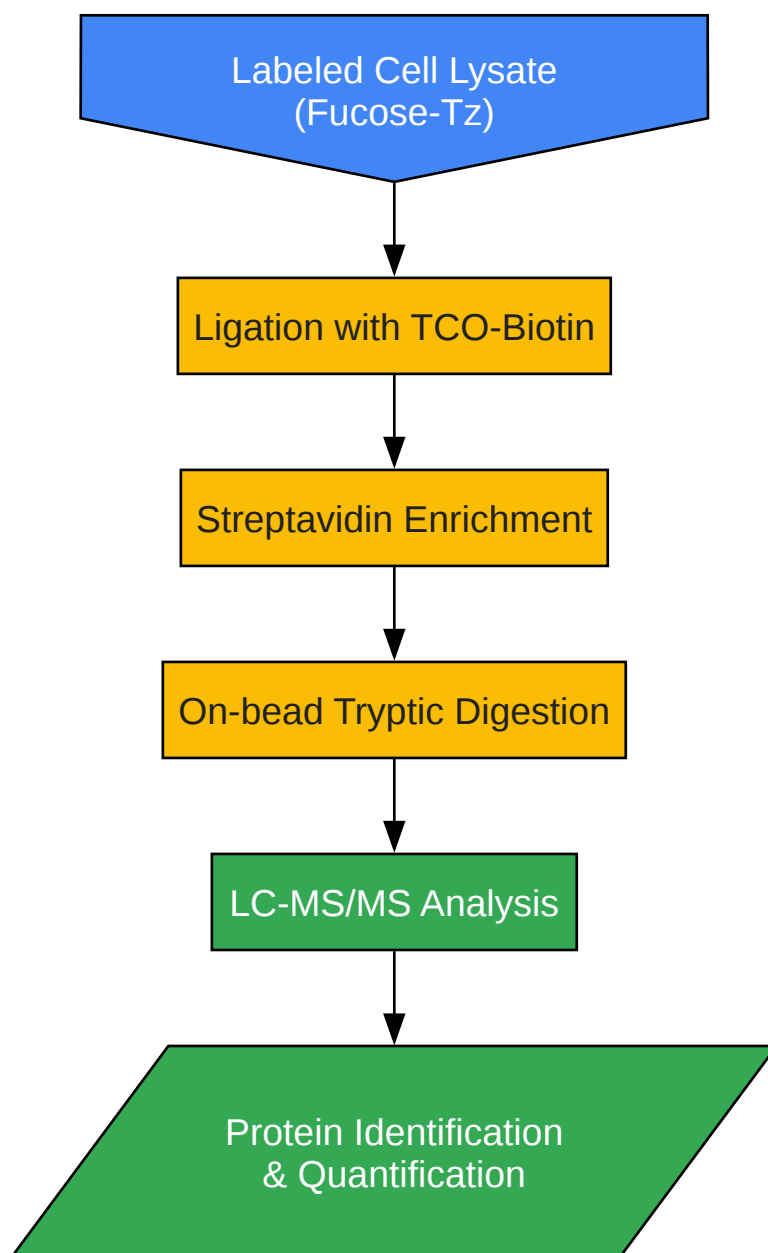 Labeled Cell Lysate
(Fucose-Tz)
Ligation with TCO-Biotin
Streptavidin Enrichment
On-bead Tryptic Digestion
LC-MS/MS Analysis
Protein Identification
& Quantification